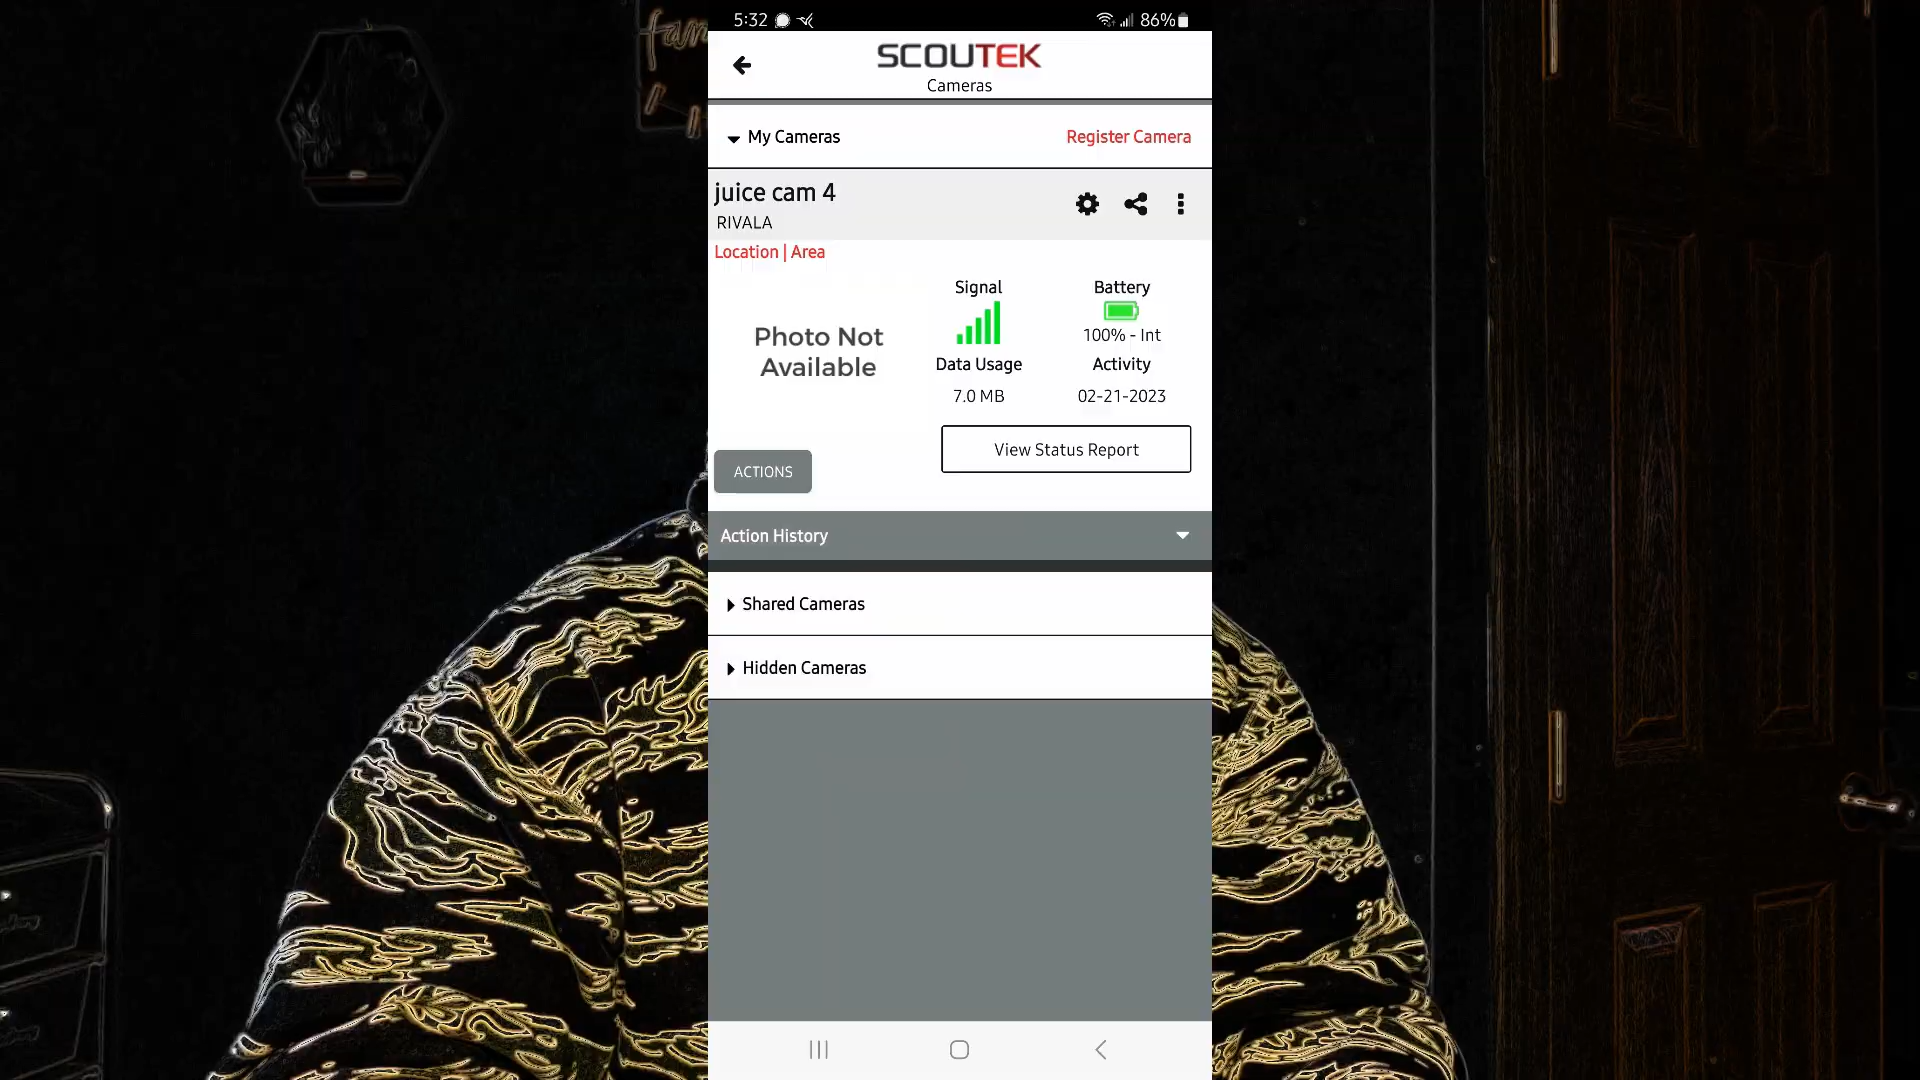 5:32
86%
SCOUTEK
Cameras
My Cameras
Register Camera
juice cam 4
RIVALA
Location | Area
Signal
Battery
100% - Int
Photo Not
Available
Data Usage
Activity
7.0 MB
02-21-2023
View Status Report
ACTIONS
Action History
Shared Cameras
Hidden Cameras